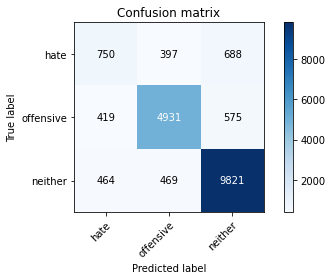 Confusion matrix
hate 750 397 688
offensive 419 4931 575
neither 464 469 9821
hate offensive neither
True label
Predicted label
8000
6000
4000
2000